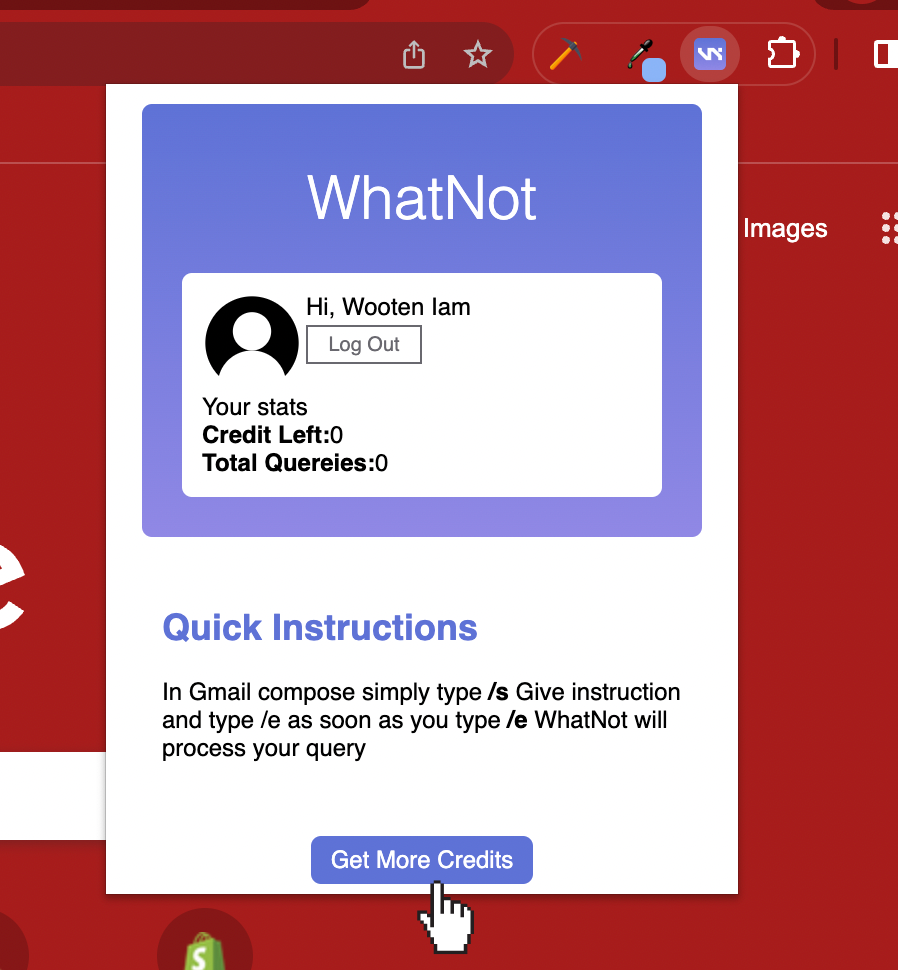 Images
WhatNot
Hi, Wooten Iam
Log Out
Your stats
Credit Left:0
Total Quereies:0
e
Quick Instructions
In Gmail compose simply type /s Give instruction
and type /e as soon as you type /e WhatNot will
process your query
Get More Credits
S